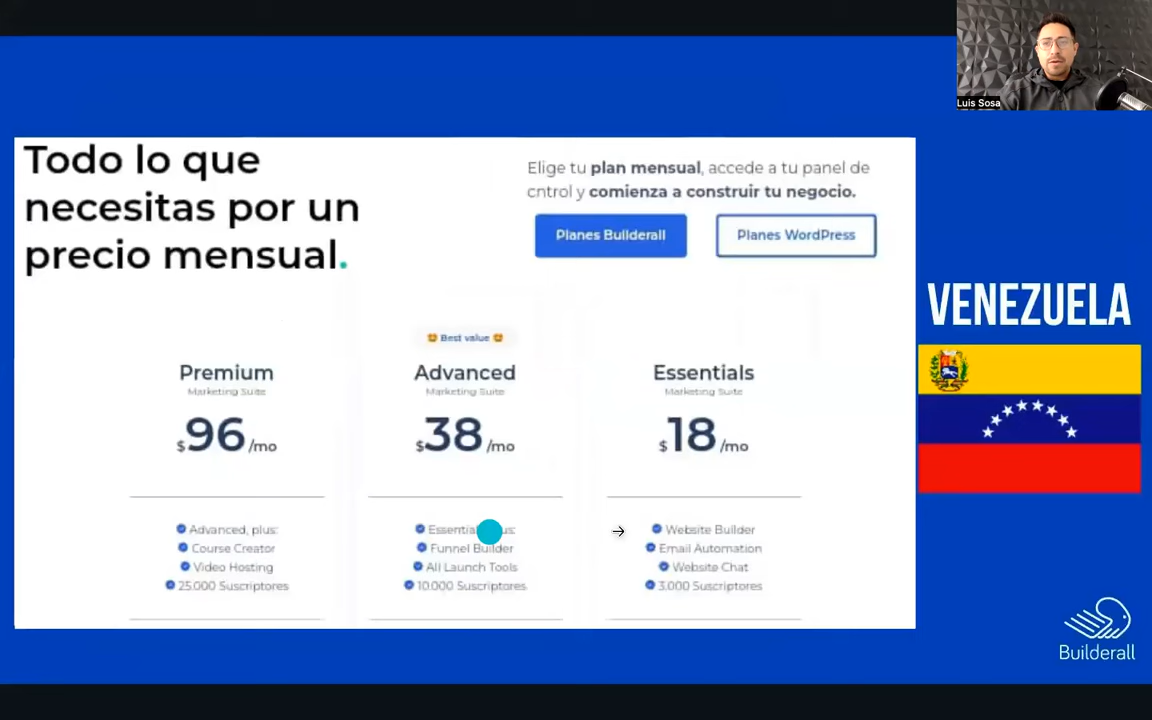 Luis Sosa
Todo lo que
necesitas por un
precio mensual.
Elige tu plan mensual, accede a tu panel de
cntrol y comienza a construir tu negocio.
Planes Builderall
Planes WordPress
Best value
Premium
Marketing Suite
$96/mo
Advanced, plus:
Course Creator
Video Hosting
25.000 Suscriptores
Advanced
Marketing Suite
$38/mo
Funnel Builder
All Launch Tools
10.000 Suscriptores
Essentials
Marketing Suite
$18/mo
Website Builder
Email Automation
Website Chat
3.000 Suscriptores
VENEZUELA
Builderall